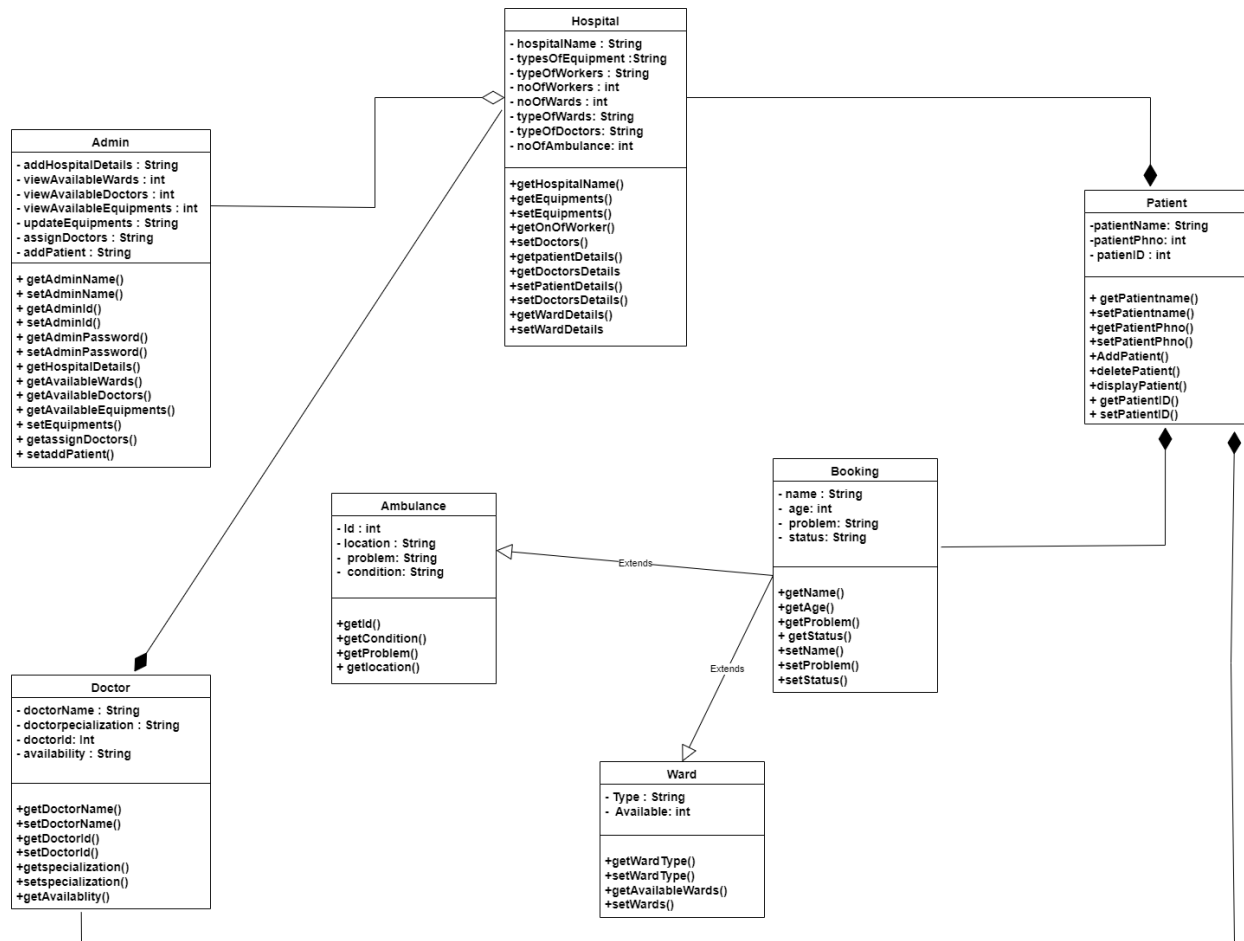 Hospital
- hospitalName : String
- typesOfEquipment :String
- typeOfWorkers : String
- noOfWorkers : int
- noOfWards : int
- typeOfWards: String
- typeOfDoctors: String
- noOfAmbulance: int
+getHospitalName()
+getEquipments()
+setEquipments()
+getOnOfWorker()
+setDoctors()
+getpatientDetails()
+getDoctorsDetails
+setPatientDetails()
+setDoctorsDetails()
+getWardDetails()
+setWardDetails
Admin
- addHospitalDetails : String
- viewAvailableWards : int
- viewAvailableDoctors : int
- viewAvailableEquipments : int
- updateEquipments : String
- assignDoctors : String
- addPatient : String
+ getAdminName()
+ setAdminName()
+ getAdminId()
+ setAdminId()
+ getAdminPassword()
+ setAdminPassword()
+ getHospitalDetails()
+ getAvailableWards()
+ getAvailableDoctors()
+ getAvailableEquipments()
+ setEquipments()
+ getassignDoctors()
+ setaddPatient()
Patient
-patientName: String
-patientPhno: int
- patienID : int
+ getPatientname()
+setPatientname()
+getPatientPhno()
+setPatientPhno()
+AddPatient()
+deletePatient()
+displayPatient()
+ getPatientID()
+ setPatientID()
Booking
- name : String
- age: int
- problem: String
- status: String
+getName()
+getAge()
+getProblem()
+ getStatus()
+setName()
+setProblem()
+setStatus()
Ambulance
- Id : int
- location : String
- problem: String
- condition: String
+getId()
+getCondition()
+getProblem()
+ getlocation()
Extends
Extends
Doctor
- doctorName : String
- doctorpecialization : String
- doctorId: Int
- availability : String
+getDoctorName()
+setDoctorName()
+getDoctorId()
+setDoctorId()
+getspecialization()
+setspecialization()
+getAvailablity()
Ward
- Type : String
- Available: int
+getWardType()
+setWardType()
+getAvailableWards()
+setWards()